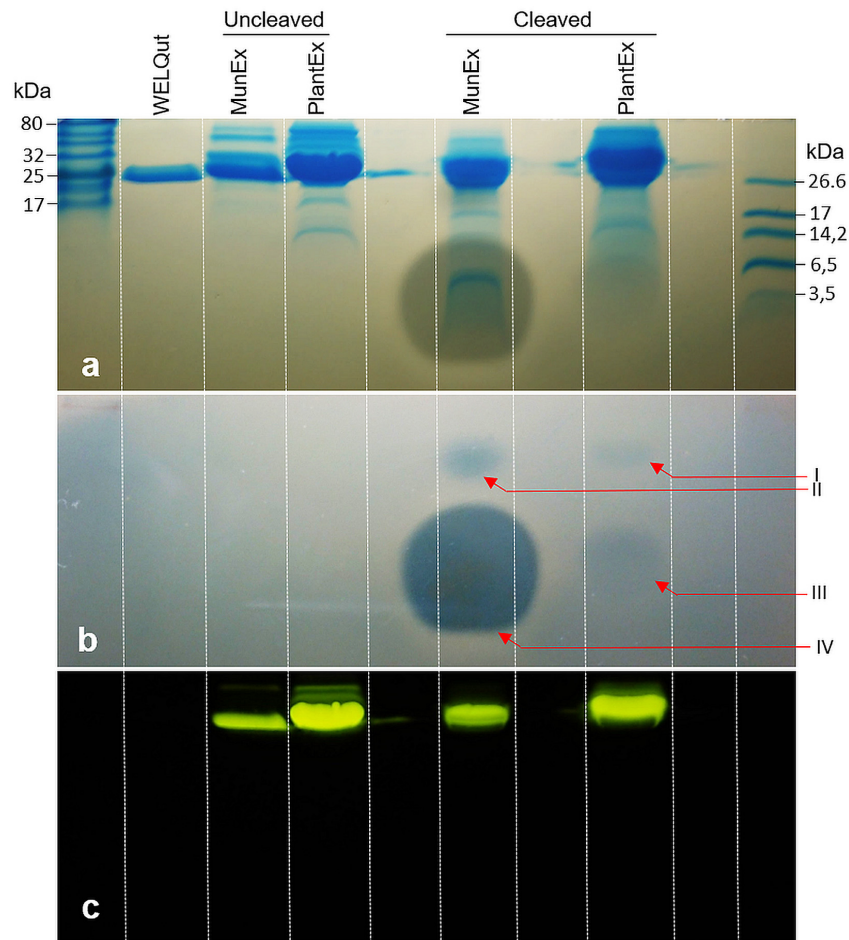 Uncleaved
Cleaved
WELQut
MunEx
PlantEx
MunEx
PlantEx
kDa
80
32
25
17
kDa
26.6
17
14,2
6,5
3,5
a
I
II
III
IV
b
c